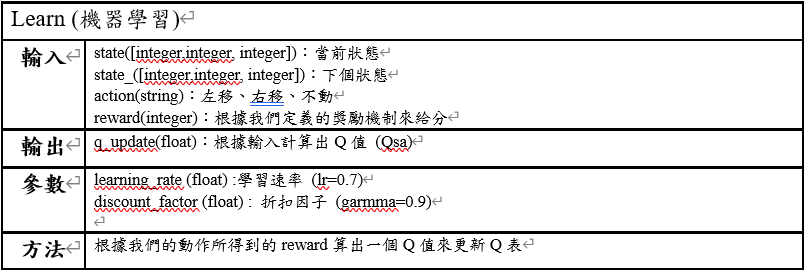 Learn (機器學習)
輸入
state([integer.integer, integer])：當前狀態
state_([integer.integer, integer])：下個狀態
action(string)：左移、右移、不動
reward(integer)：根據我們定義的獎勵機制來給分
輸出
q_update(float)：根據輸入計算出 Q 值 (Qsa)
參數
learning_rate (float) :學習速率 (lr=0.7)
discount_factor (float) : 折扣因子 (garmma=0.9)
方法
根據我們的動作所得到的 reward 算出一個 Q 值來更新 Q 表